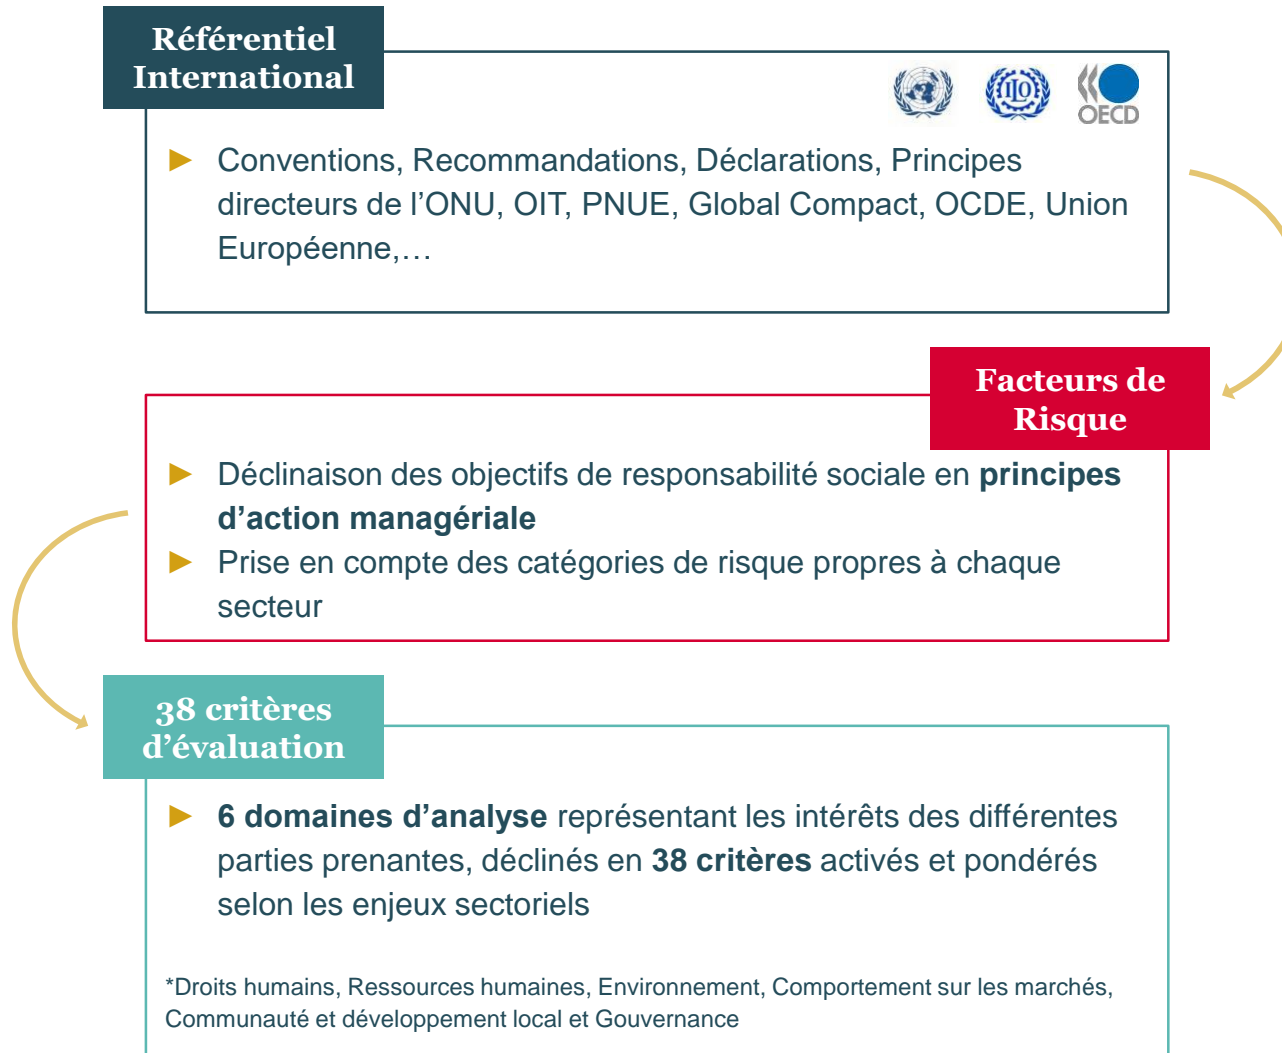 Référentiel
International
ILO
OECD
► Conventions, Recommandations, Déclarations, Principes
directeurs de l’ONU, OIT, PNUE, Global Compact, OCDE, Union
Européenne,…
Facteurs de
Risque
► Déclinaison des objectifs de responsabilité sociale en principes
d’action managériale
► Prise en compte des catégories de risque propres à chaque
secteur
38 critères
d’évaluation
► 6 domaines d’analyse représentant les intérêts des différentes
parties prenantes, déclinés en 38 critères activés et pondérés
selon les enjeux sectoriels
*Droits humains, Ressources humaines, Environnement, Comportement sur les marchés,
Communauté et développement local et Gouvernance